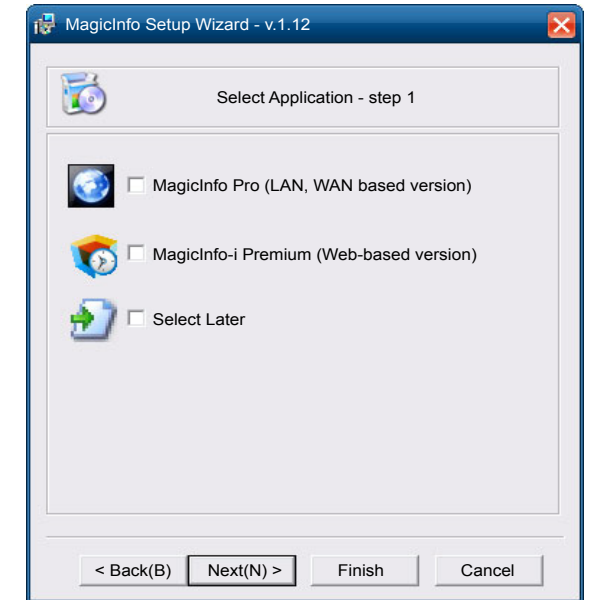 MagicInfo Setup Wizard - v.1.12
Select Application - step 1
MagicInfo Pro (LAN, WAN based version)
MagicInfo-i Premium (Web-based version)
Select Later
< Back(B) Next(N) > Finish Cancel